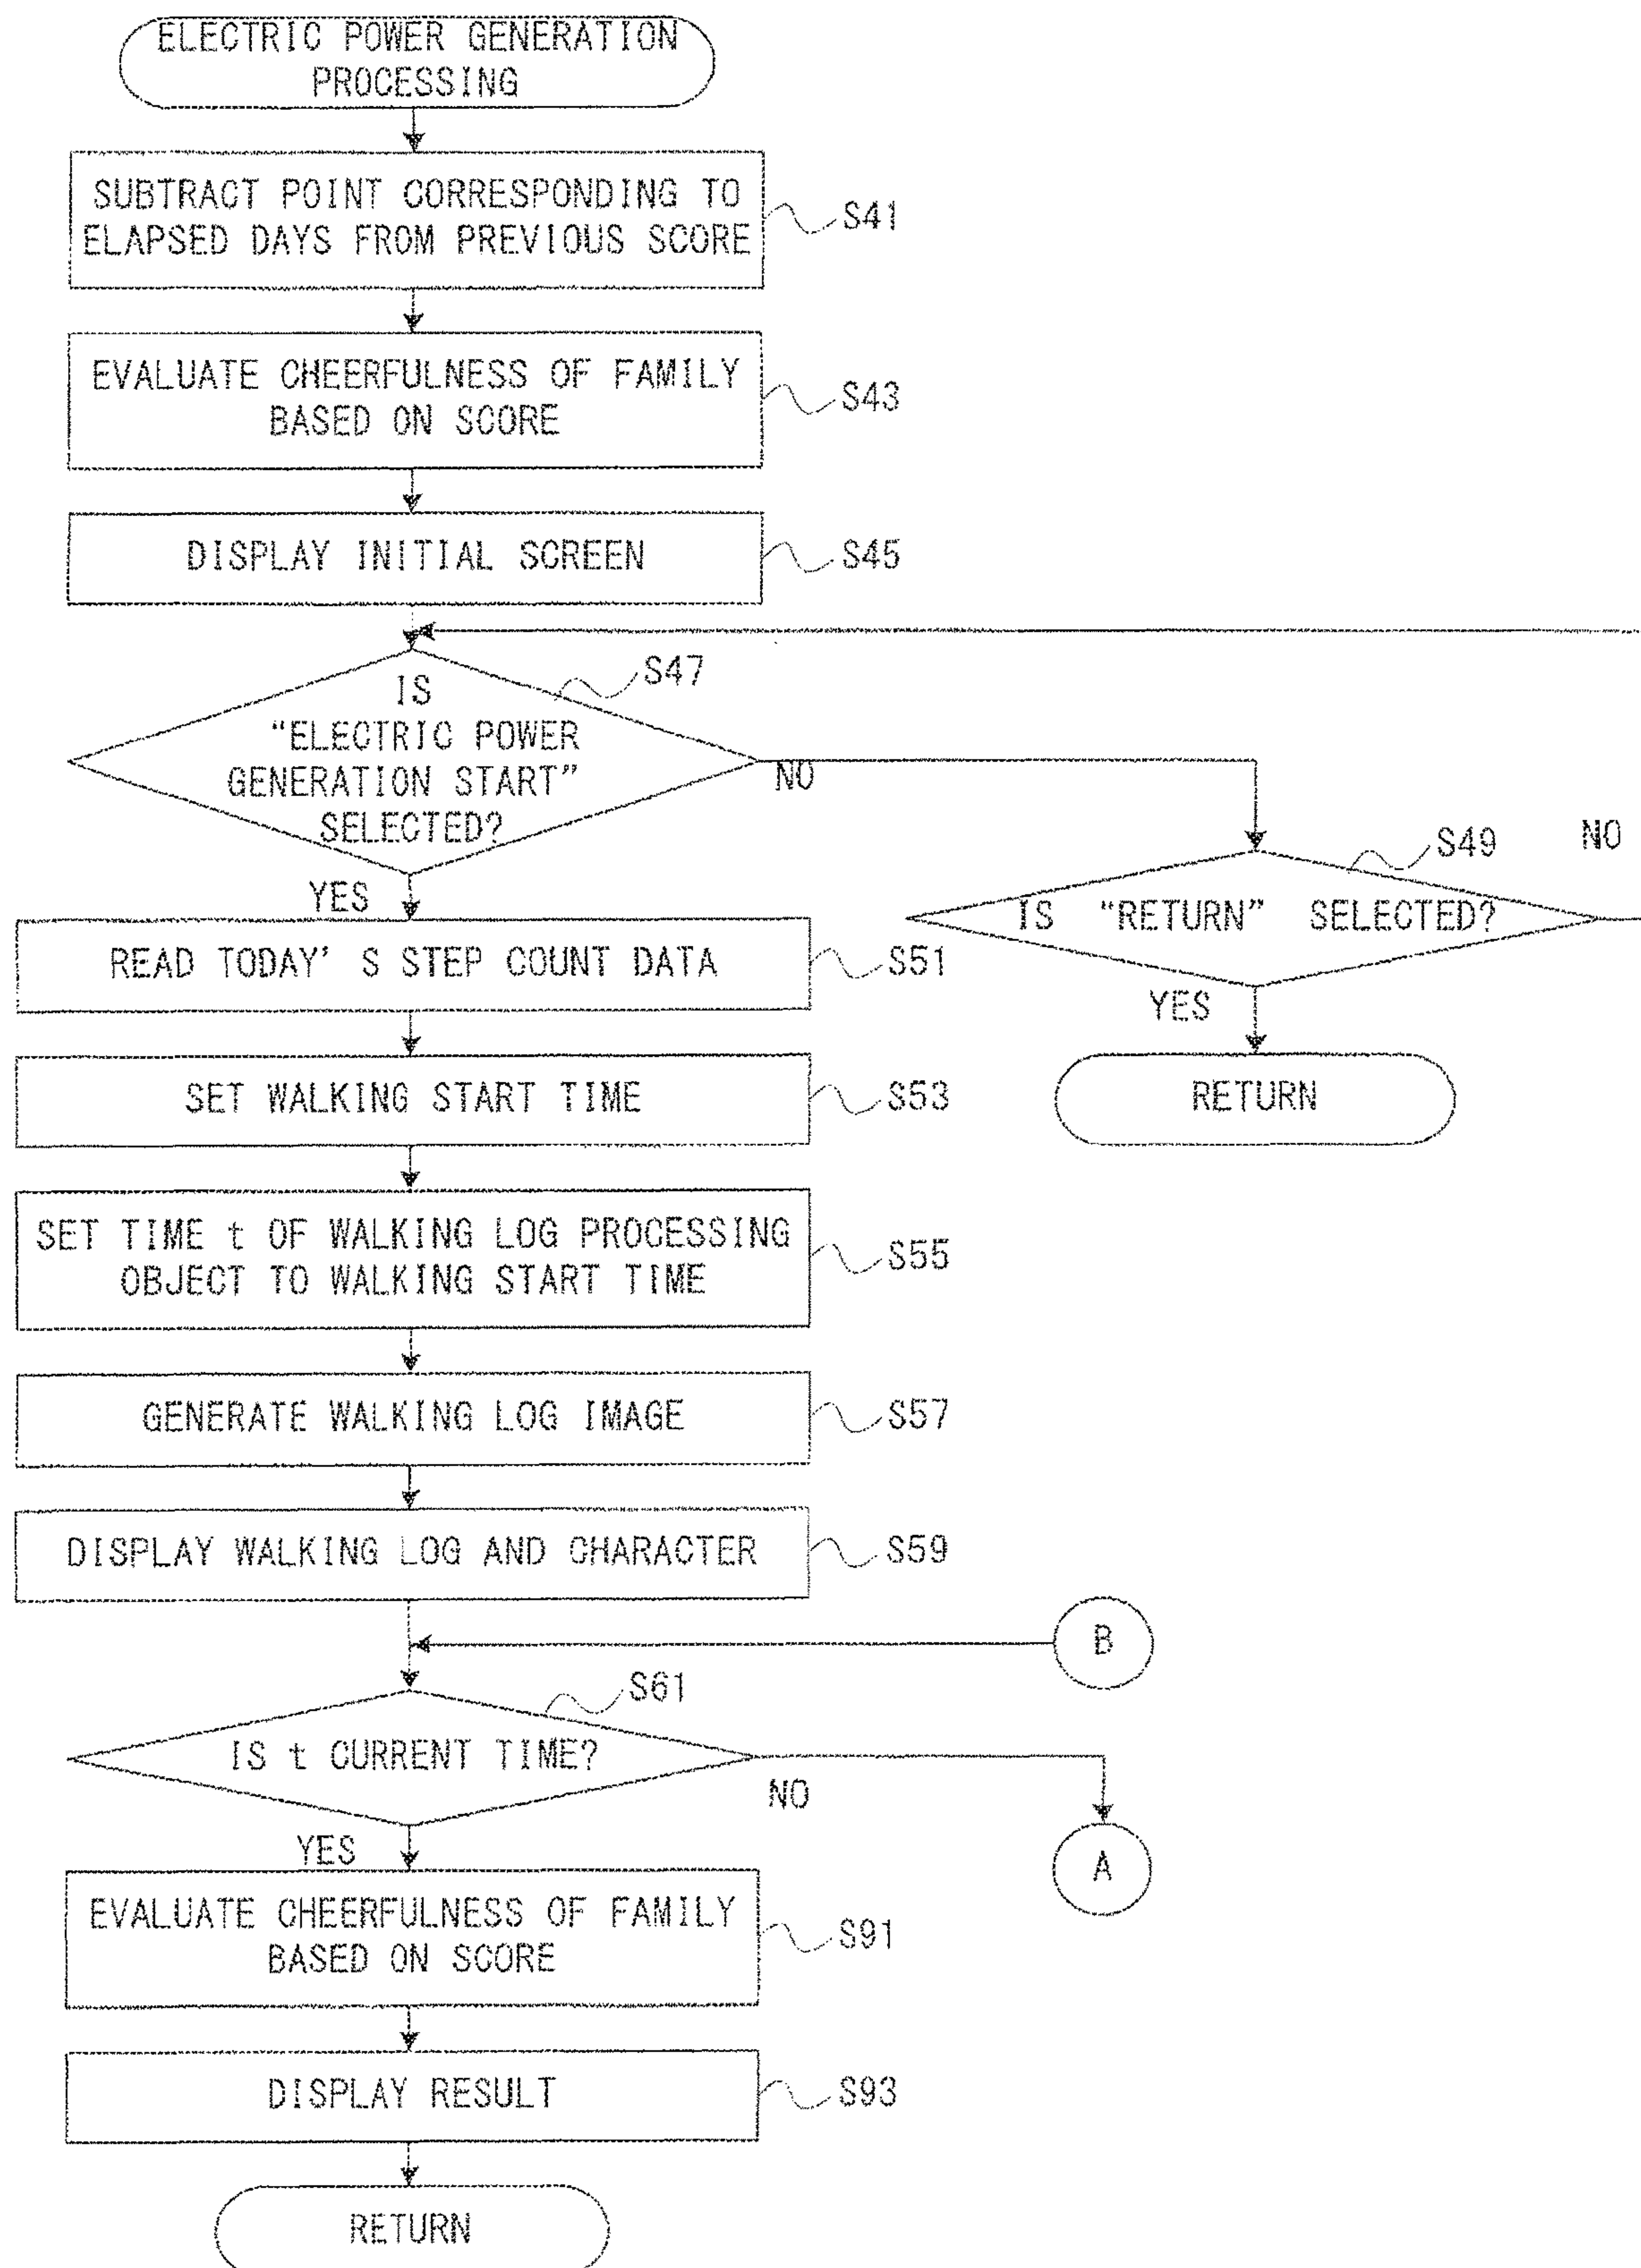 ELECTRIC POWER GENERATION
PROCESSING
SUBTRACT POINT CORRESPONDING TO
ELAPSED DAYS FROM PREVIOUS SCORE
S41
EVALUATE CHEERFULNESS OF FAMILY
BASED ON SCORE
S43
DISPLAY INITIAL SCREEN
S45
S47
IS
“ELECTRIC POWER
GENERATION START”
SELECTED?
NO
YES
S49
NO
IS “RETURN” SELECTED?
YES
RETURN
READ TODAY' S STEP COUNT DATA
S51
SET WALKING START TIME
S53
SET TIME t OF WALKING LOG PROCESSING
OBJECT TO WALKING START TIME
S55
GENERATE WALKING LOG IMAGE
S57
DISPLAY WALKING LOG AND CHARACTER
S59
B
S61
IS t CURRENT TIME?
NO
A
YES
EVALUATE CHEERFULNESS OF FAMILY
BASED ON SCORE
S91
DISPLAY RESULT
S93
RETURN